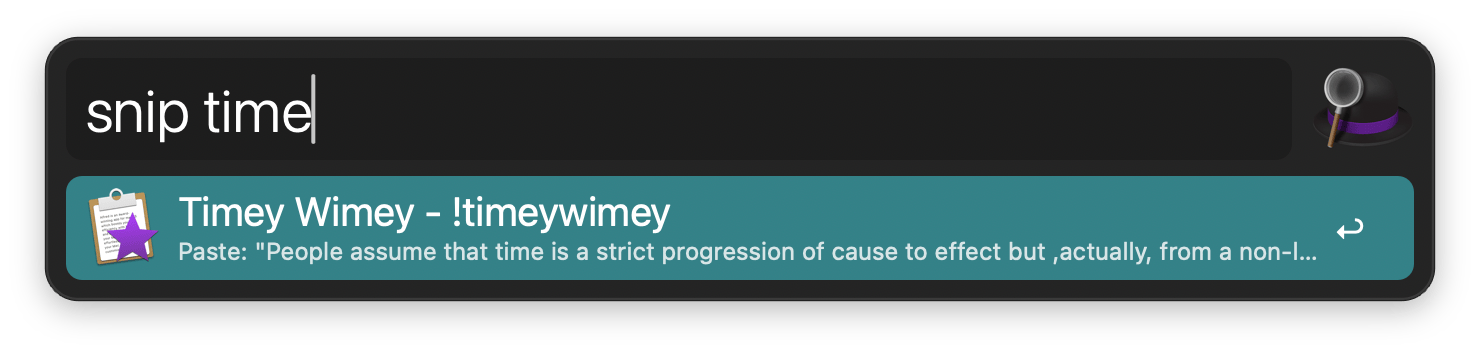 snip time
Timey Wimey - !timeywimey
Paste: "People assume that time is a strict progression of cause to effect but ,actually, from a non-l...